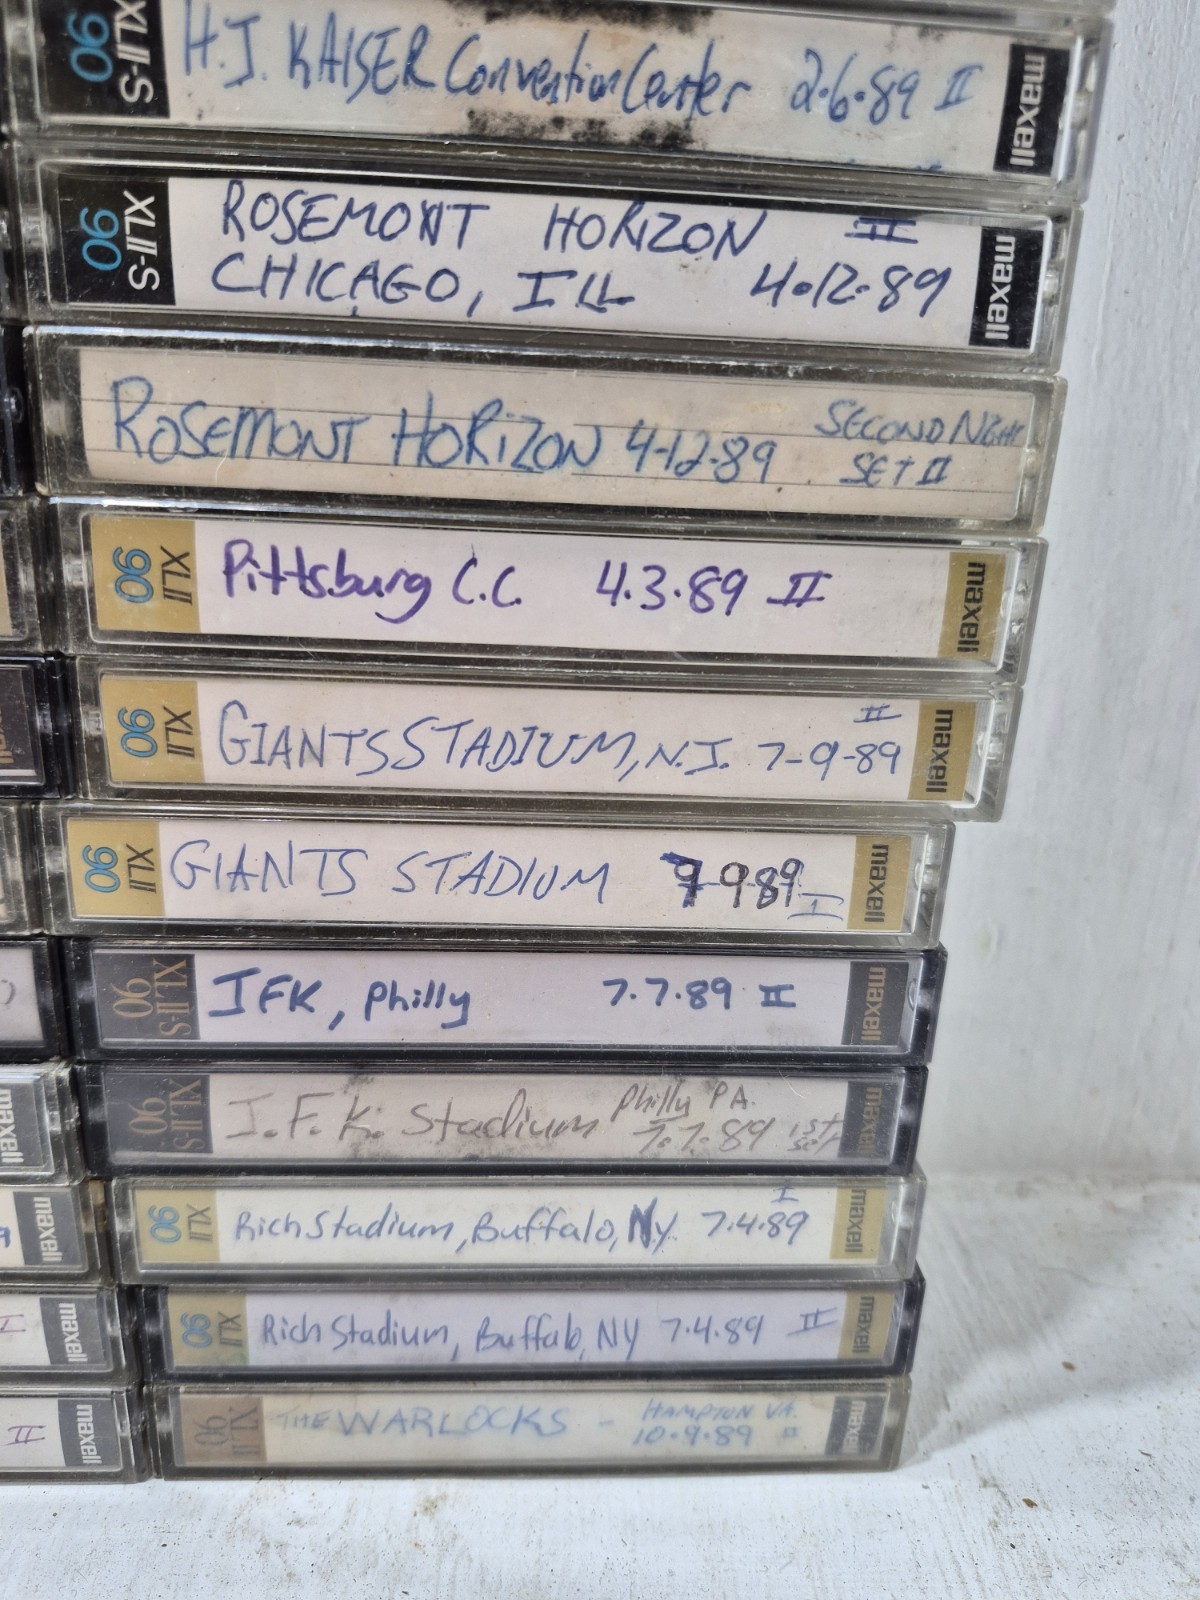 XLII-S 90 H.J. KAISER Convention Center 2·6·89 II maxell
XLII-S 90 ROSEMONT HORIZON II maxell
CHICAGO, ILL 4·12·89
ROSEMONT HORIZON 4-12-89 SECOND NIGHT
SET II
XLII 90 Pittsburg C.C. 4.3.89 II maxell
XLII 90 GIANTS STADIUM, N.J. 7-9-89 II maxell
XLII 90 GIANTS STADIUM 7 9 89 I maxell
XLII-S 90 JFK, Philly 7.7.89 II maxell
XLII-S 90 J.F.K. Stadium Philly PA. maxell
7.7.89 1st set
maxell
XLII 90 Rich Stadium, Buffalo, NY 7.4.89 I maxell
maxell
XLII 90 Rich Stadium, Buffalo, NY 7.4.89 II maxell
I maxell
XLII 90 THE WARLOCKS - HAMPTON VA. maxell
10·9·89 II
II maxell